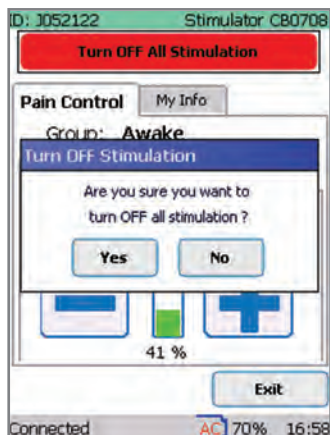 ID: J052122 Stimulator CB0708
Turn OFF All Stimulation
Pain Control My Info
Group: Awake
Turn OFF Stimulation
Are you sure you want to
turn OFF all stimulation ?
Yes No
41 %
Exit
Connected AC 70% 16:58